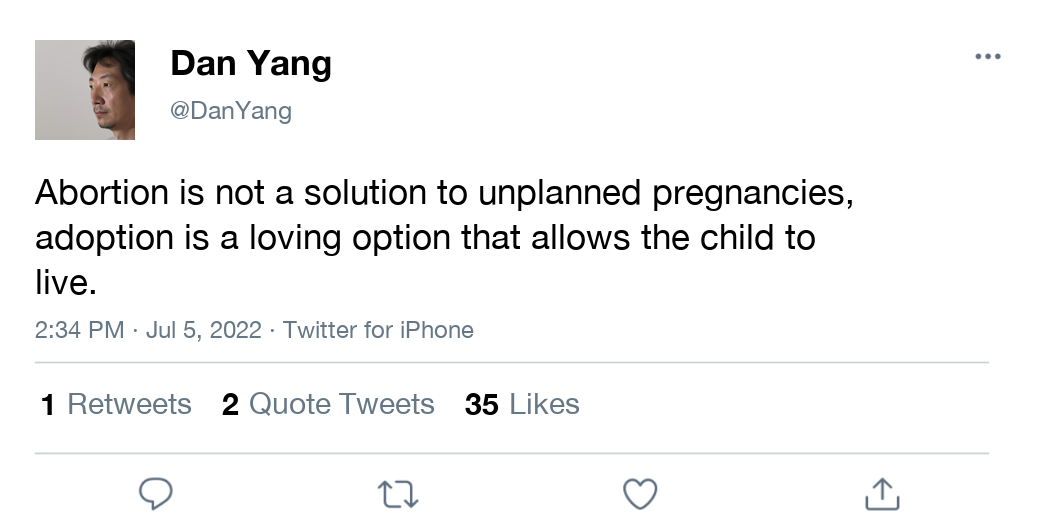 Dan Yang
@DanYang
Abortion is not a solution to unplanned pregnancies,
adoption is a loving option that allows the child to
live.
2:34 PM · Jul 5, 2022 · Twitter for iPhone
1 Retweets 2 Quote Tweets 35 Likes